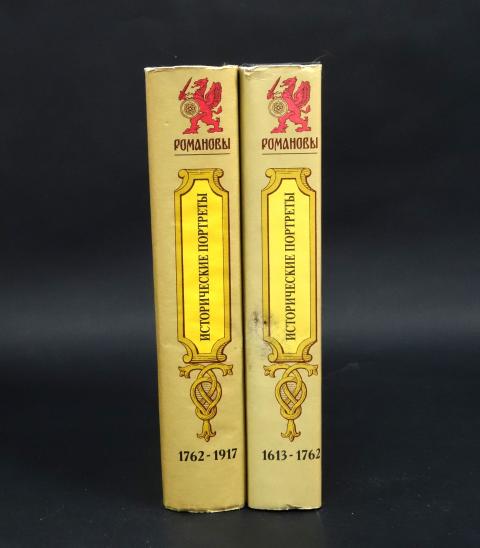 РОМАНОВЫ
ИСТОРИЧЕСКИЕ ПОРТРЕТЫ
1762 - 1917
РОМАНОВЫ
ИСТОРИЧЕСКИЕ ПОРТРЕТЫ
1613 - 1762